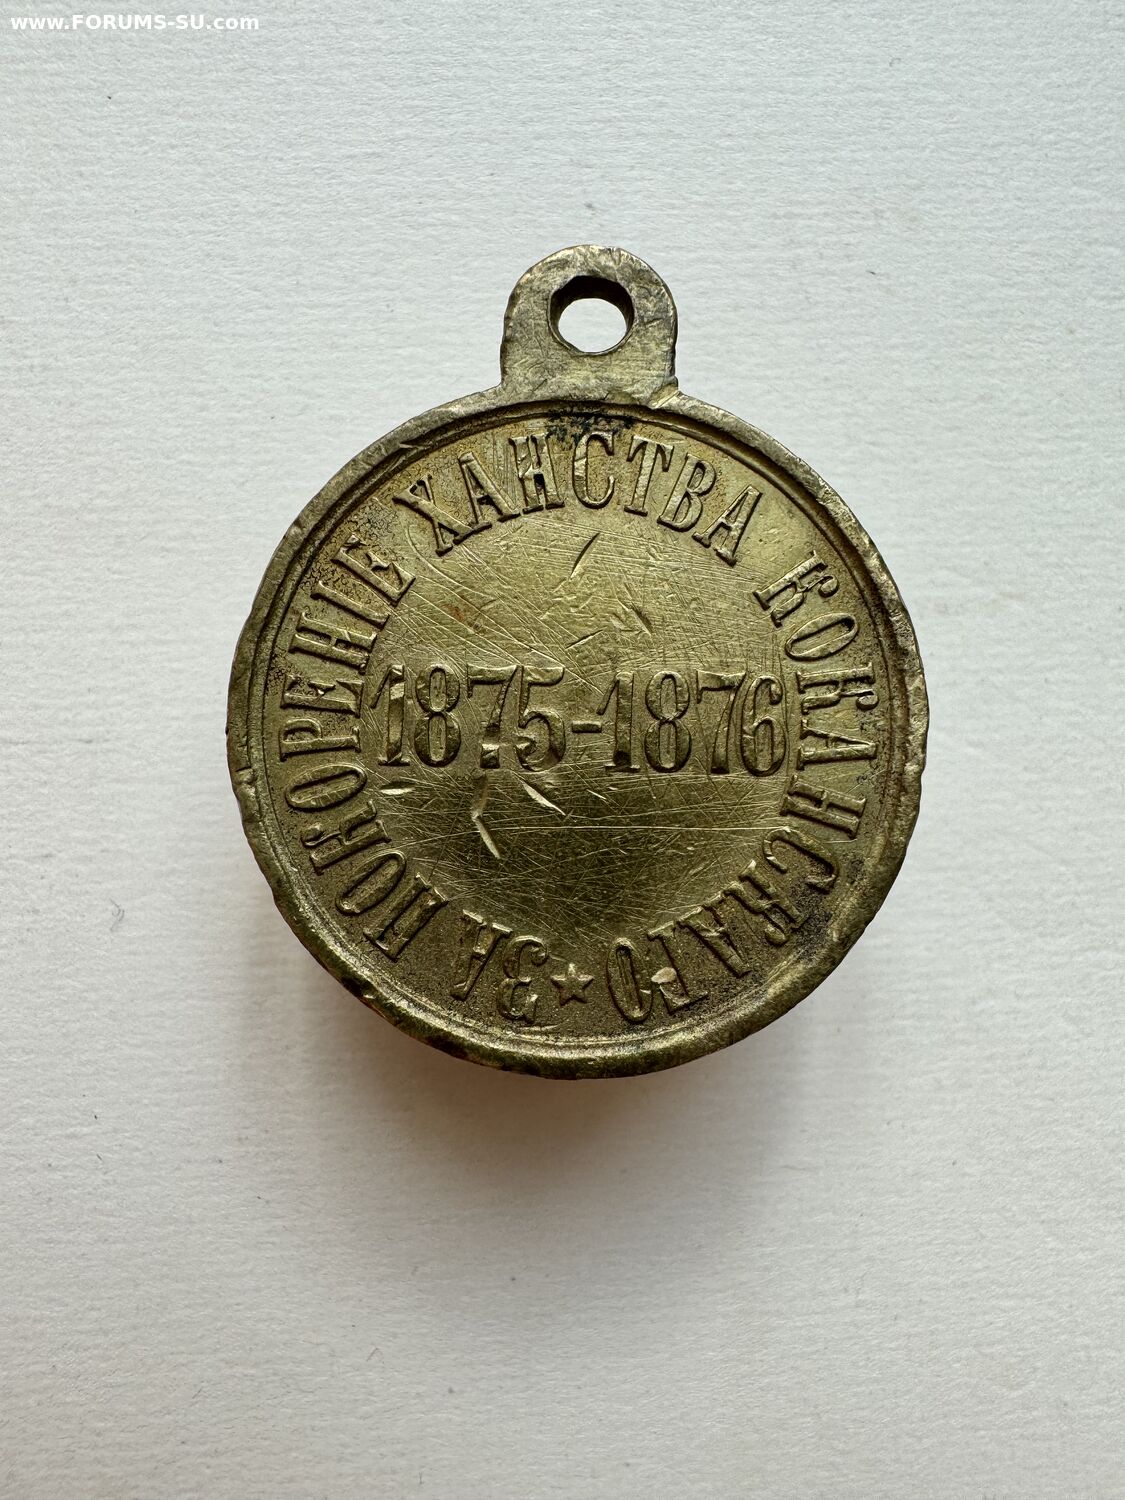 www.FORUMS-SU.com
ЗА ПОКОРЕНІЕ ХАНСТВА КОКАНСКАГО
1875-1876